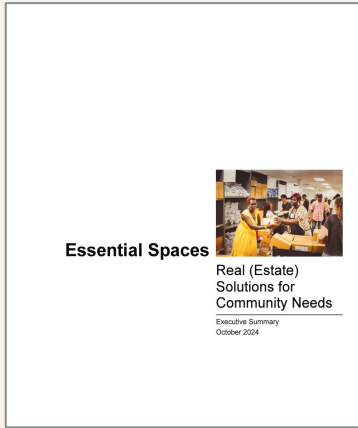 Essential Spaces
Real (Estate)
Solutions for
Community Needs
Executive Summary
October 2024